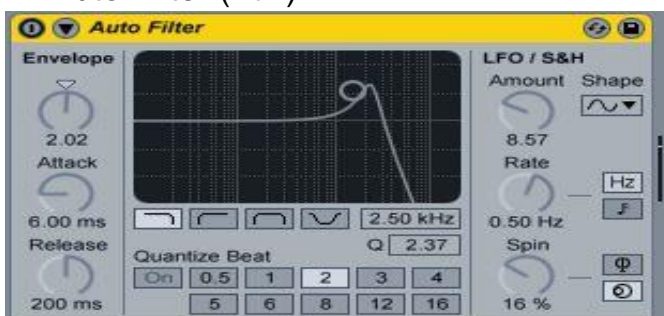 Auto Filter
Envelope
LFO / S&H
Amount Shape
2.02
8.57
Attack
Rate
Hz
6.00 ms
2.50 kHz
0.50 Hz
Release
Q 2.37
Spin
Quantize Beat
On 0.5 1 2 3 4
200 ms
5 6 8 12 16
16 %